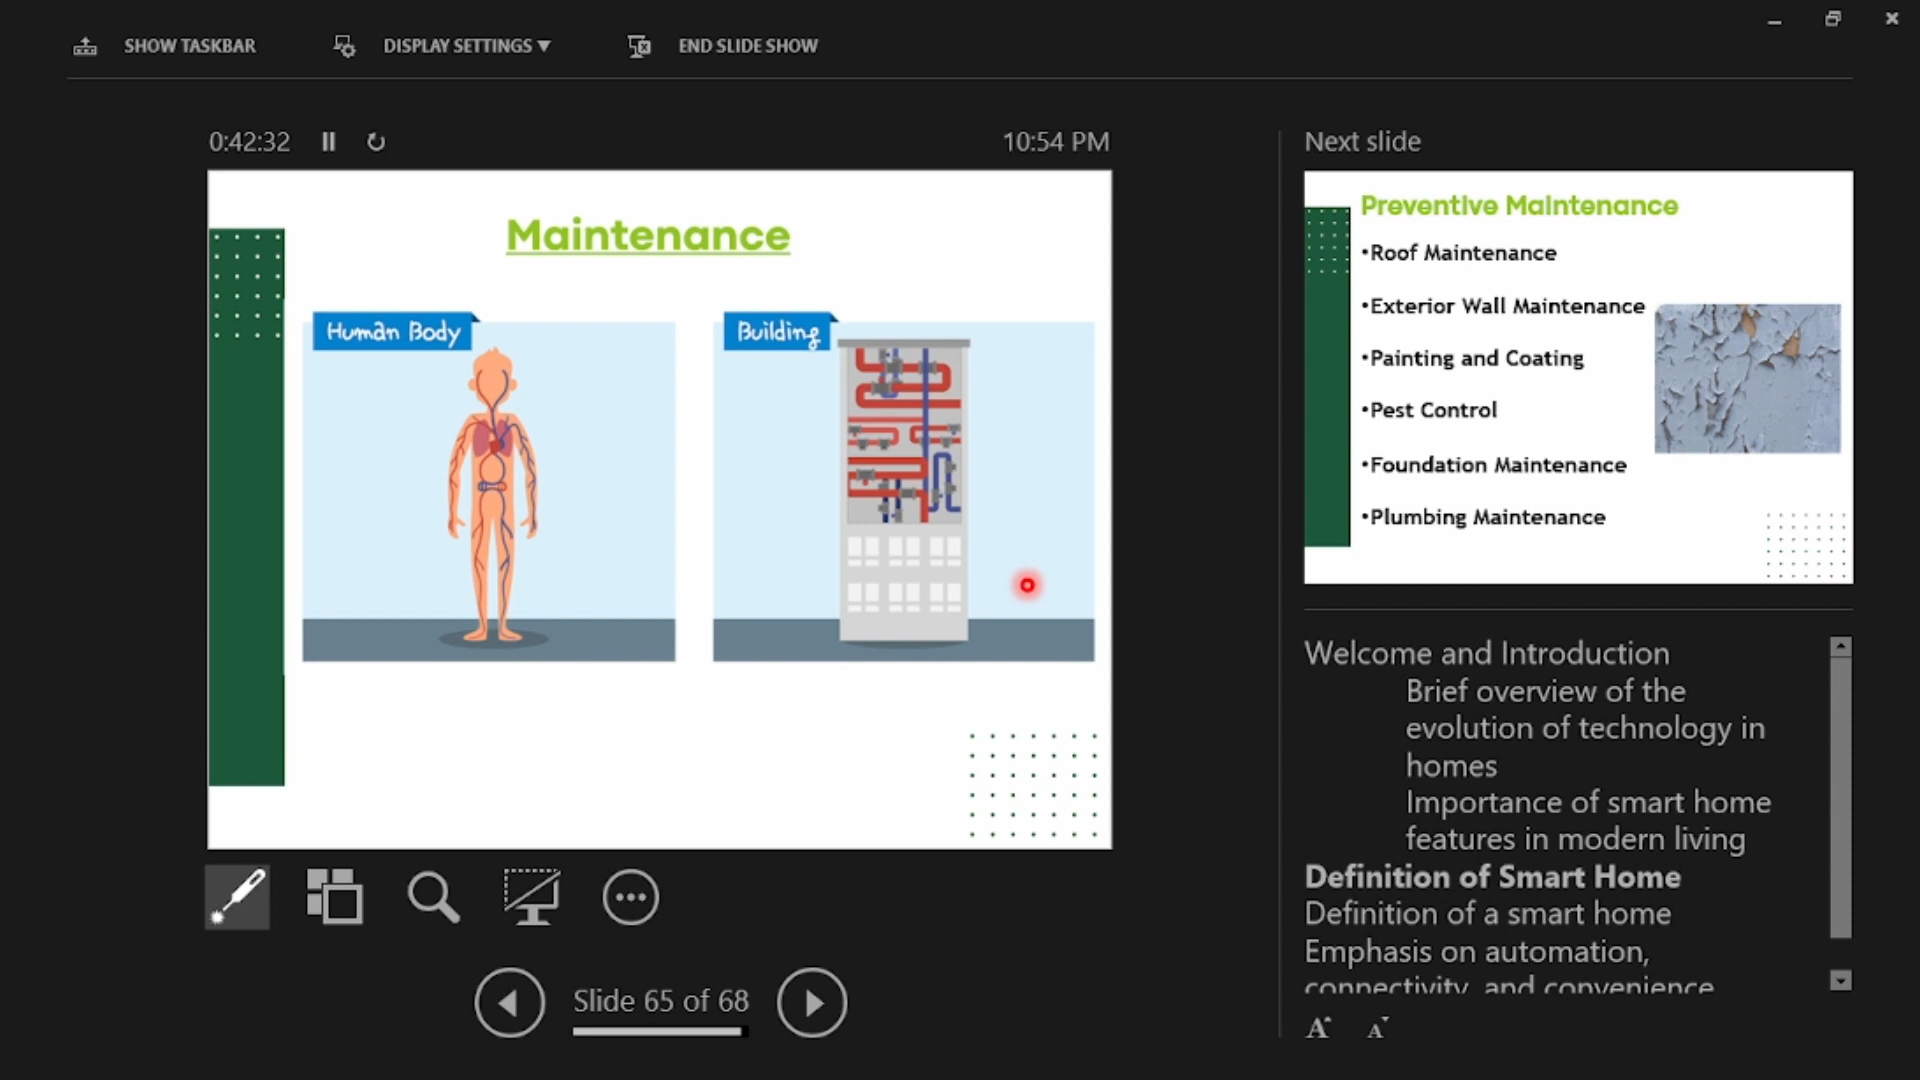 SHOW TASKBAR
DISPLAY SETTINGS ▼
END SLIDE SHOW
0:42:32
10:54 PM
Maintenance
Human Body
Building
Slide 65 of 68
Next slide
Preventive Maintenance
•Roof Maintenance
•Exterior Wall Maintenance
•Painting and Coating
•Pest Control
•Foundation Maintenance
•Plumbing Maintenance
Welcome and Introduction
Brief overview of the
evolution of technology in
homes
Importance of smart home
features in modern living
Definition of Smart Home
Definition of a smart home
Emphasis on automation,
connectivity, and convenience
A A